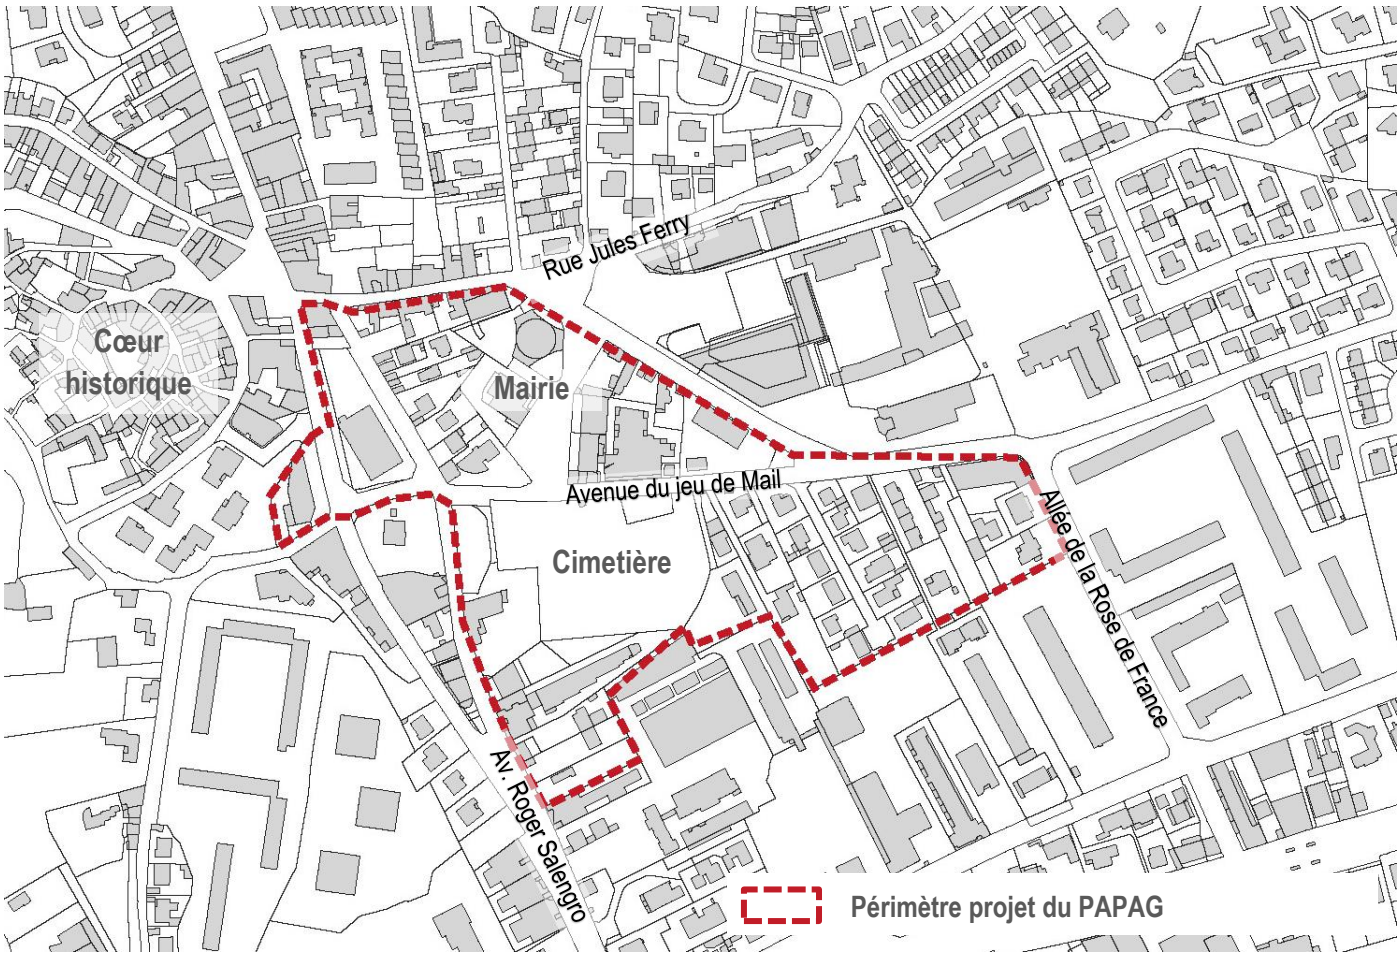 Rue Jules Ferry
Cœur
historique
Mairie
Avenue du jeu de Mail
Cimetière
Allée de la Rose de France
Av. Roger Salengro
Périmètre projet du PAPAG